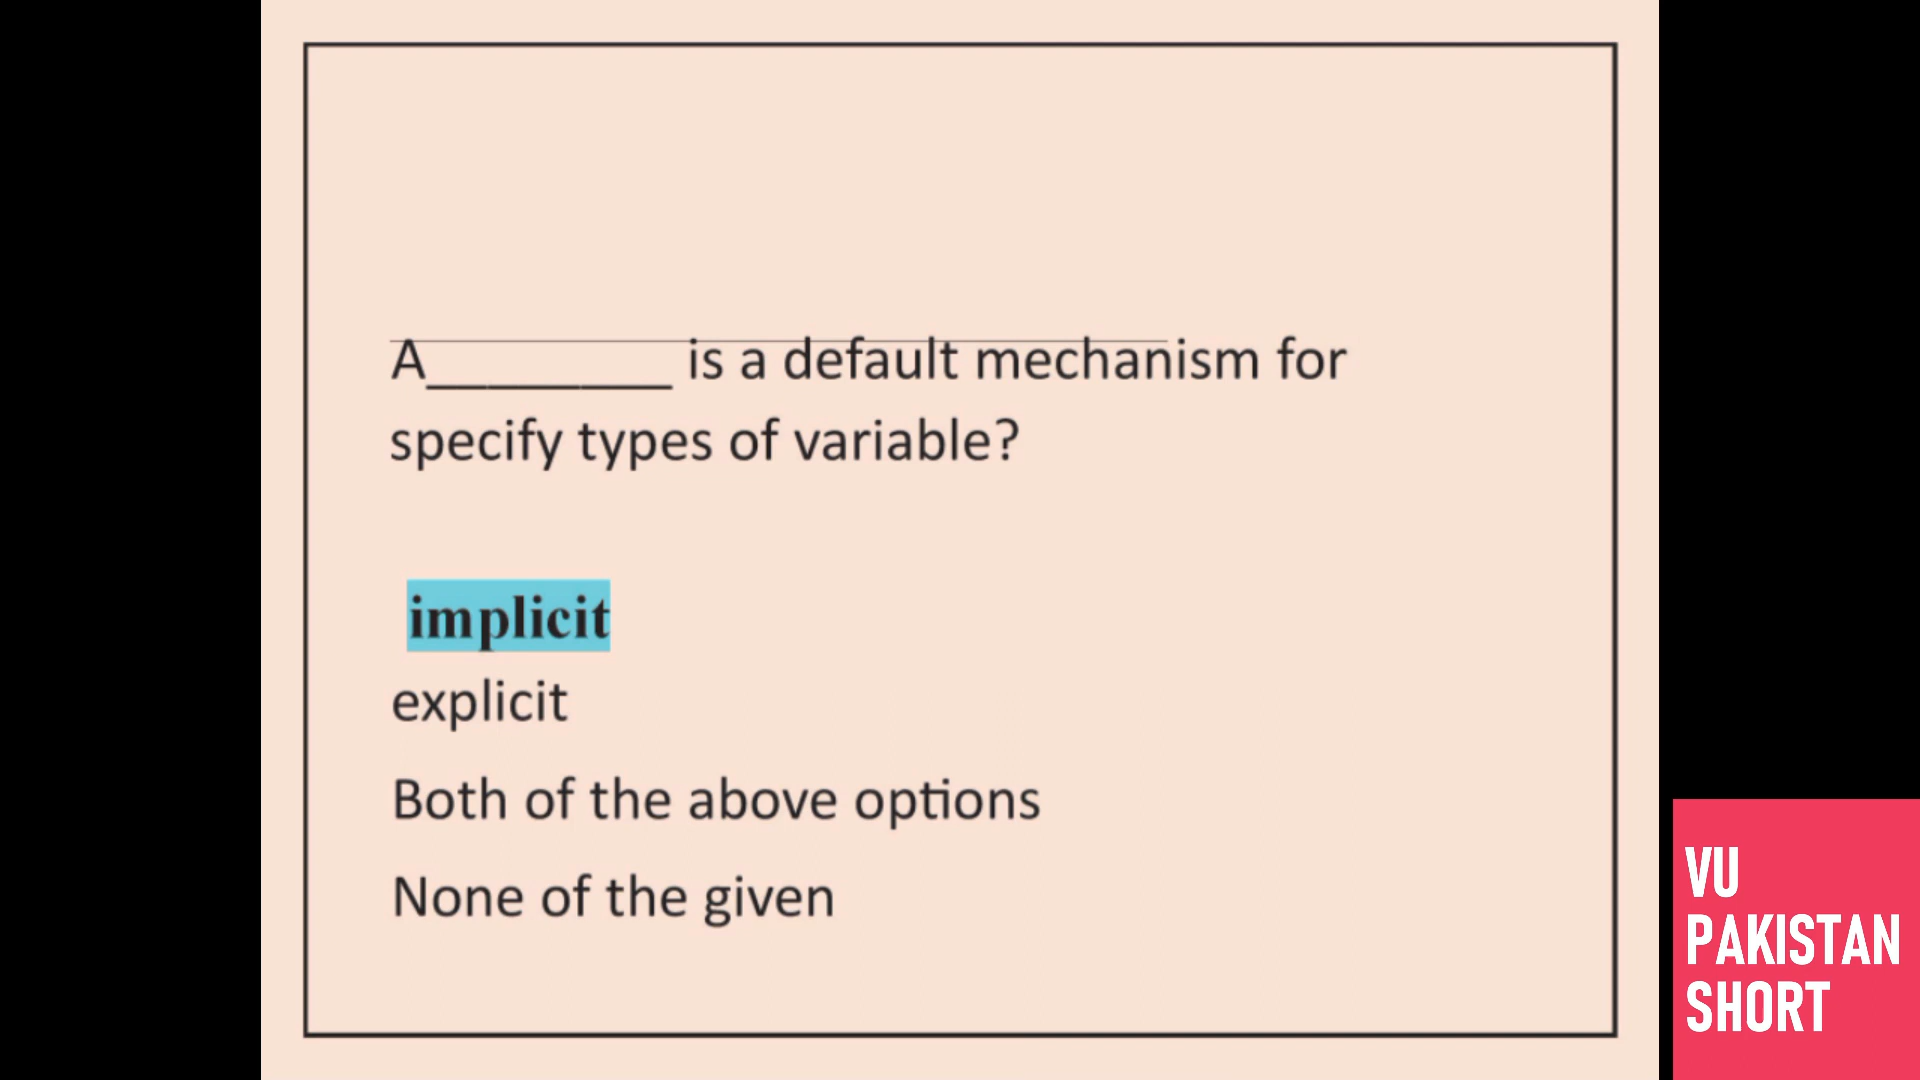 A________ is a default mechanism for
specify types of variable?
implicit
explicit
Both of the above options
None of the given
VU
PAKISTAN
SHORT